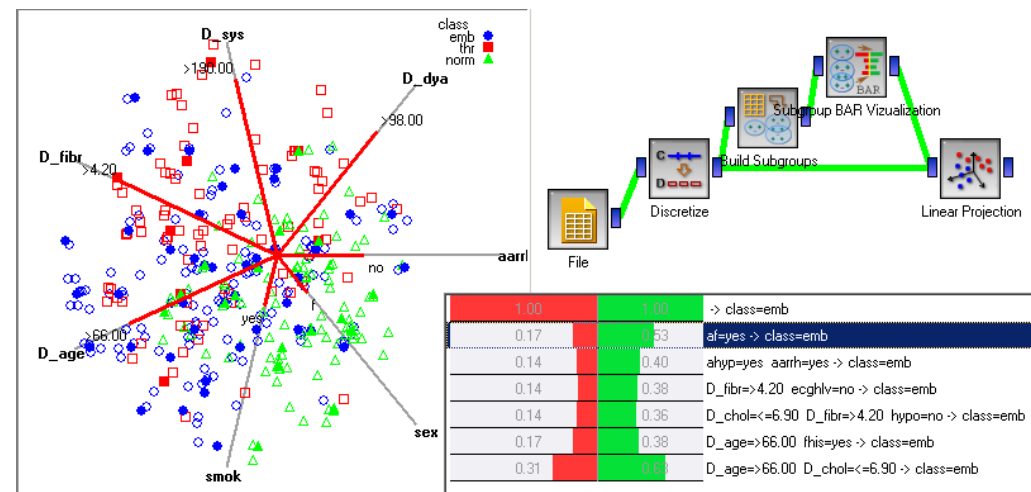 class
emb
thr
norm
D_sys
>190.00
D_dya
>98.00
D_fibr
>4.20
aarrl
no
f
yes
>66.00
D_age
sex
smok
BAR
Subgroup BAR Vizualization
Build Subgroups
C
D
Discretize
Linear Projection
File
1.00 1.00 -> class=emb
0.17 0.53 af=yes -> class=emb
0.14 0.40 ahyp=yes aarrh=yes -> class=emb
0.14 0.38 D_fibr=>4.20 ecghlv=no -> class=emb
0.14 0.36 D_chol=<=6.90 D_fibr=>4.20 hypo=no -> class=emb
0.17 0.38 D_age=>66.00 fhis=yes -> class=emb
0.31 0.63 D_age=>66.00 D_chol=<=6.90 -> class=emb